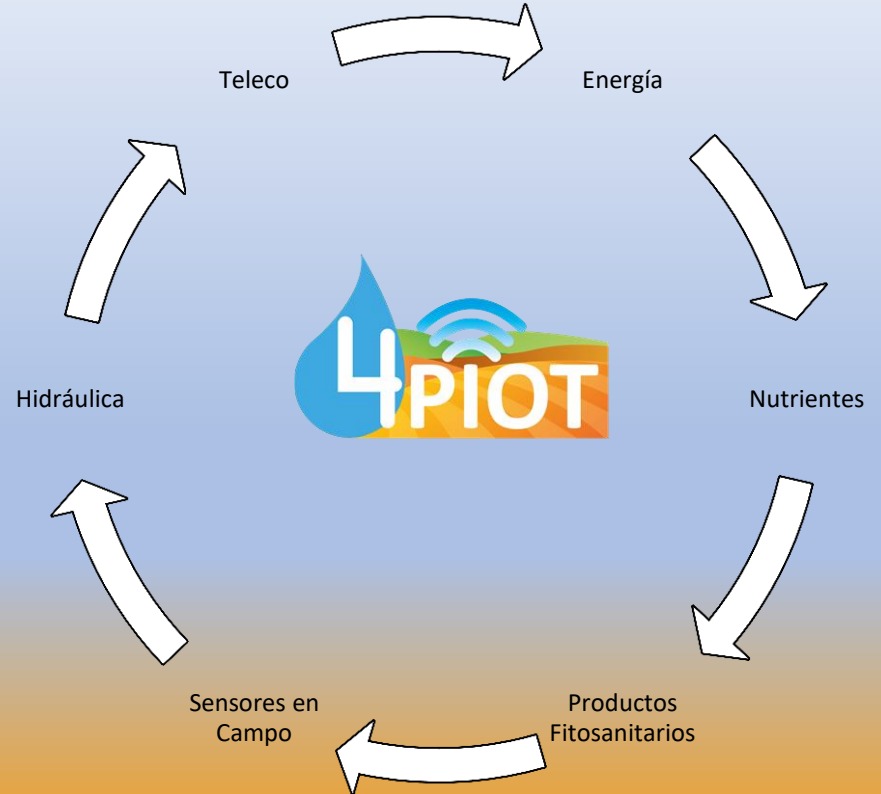 Teleco
Energía
Hidráulica
4PIOT
Nutrientes
Sensores en
Campo
Productos
Fitosanitarios